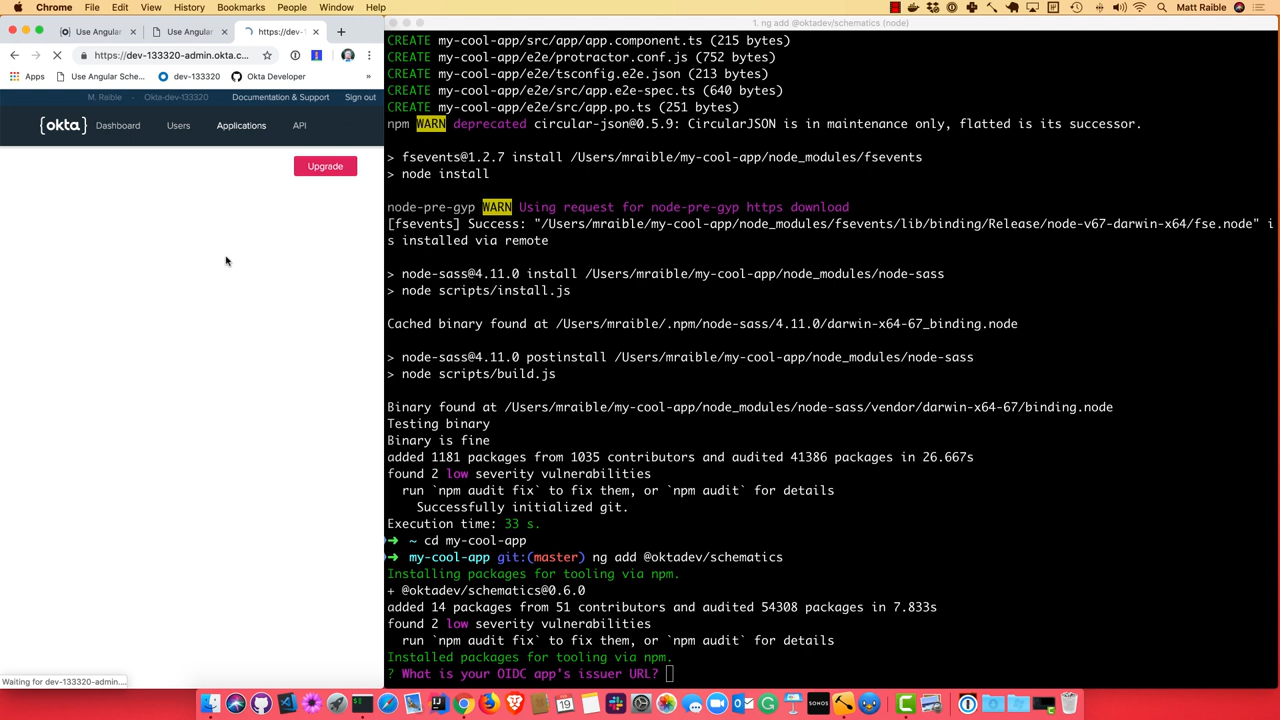 Chrome File Edit View History Bookmarks People Window Help
Matt Raible
Use Angular Sche
Use Angular
https://dev-
https://dev-133320-admin.okta.c...
Apps
Use Angular Sche...
dev-133320
Okta Developer
»
M. Raible
Okta-dev-133320
Documentation & Support
Sign out
{okta}
Dashboard
Users
Applications
API
Upgrade
Waiting for dev-133320-admin....
1. ng add @oktadev/schematics (node)
CREATE my-cool-app/src/app/app.component.ts (215 bytes)
CREATE my-cool-app/e2e/protractor.conf.js (752 bytes)
CREATE my-cool-app/e2e/tsconfig.e2e.json (213 bytes)
CREATE my-cool-app/e2e/src/app.e2e-spec.ts (640 bytes)
CREATE my-cool-app/e2e/src/app.po.ts (251 bytes)
npm WARN deprecated circular-json@0.5.9: CircularJSON is in maintenance only, flatted is its successor.
> fsevents@1.2.7 install /Users/mraible/my-cool-app/node_modules/fsevents
> node install
node-pre-gyp WARN Using request for node-pre-gyp https download
[fsevents] Success: "/Users/mraible/my-cool-app/node_modules/fsevents/lib/binding/Release/node-v67-darwin-x64/fse.node" i
s installed via remote
> node-sass@4.11.0 install /Users/mraible/my-cool-app/node_modules/node-sass
> node scripts/install.js
Cached binary found at /Users/mraible/.npm/node-sass/4.11.0/darwin-x64-67_binding.node
> node-sass@4.11.0 postinstall /Users/mraible/my-cool-app/node_modules/node-sass
> node scripts/build.js
Binary found at /Users/mraible/my-cool-app/node_modules/node-sass/vendor/darwin-x64-67/binding.node
Testing binary
Binary is fine
added 1181 packages from 1035 contributors and audited 41386 packages in 26.667s
found 2 low severity vulnerabilities
run `npm audit fix` to fix them, or `npm audit` for details
Successfully initialized git.
Execution time: 33 s.
➜ ~ cd my-cool-app
➜ my-cool-app git:(master) ng add @oktadev/schematics
Installing packages for tooling via npm.
+ @oktadev/schematics@0.6.0
added 14 packages from 51 contributors and audited 54308 packages in 7.833s
found 2 low severity vulnerabilities
run `npm audit fix` to fix them, or `npm audit` for details
Installed packages for tooling via npm.
? What is your OIDC app's issuer URL?
19
SONOS